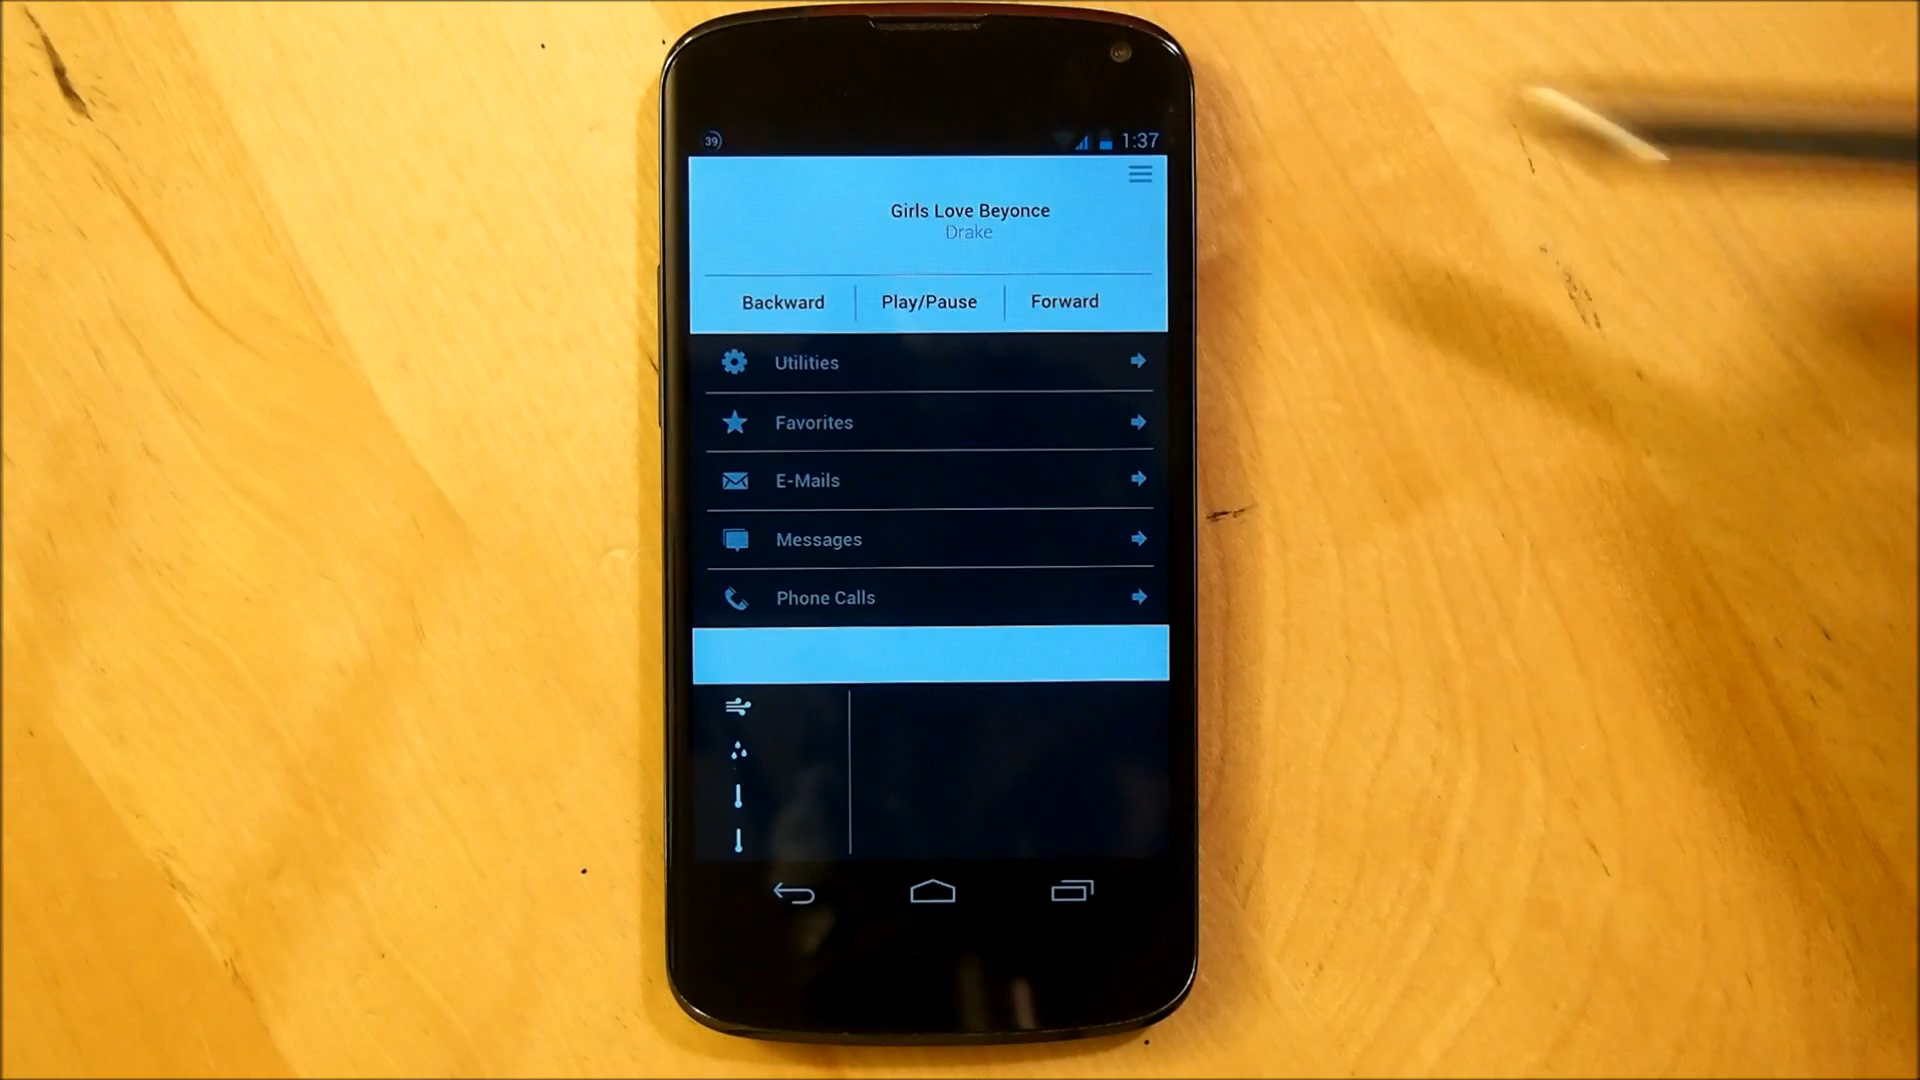 39
1:37
Girls Love Beyonce
Drake
Backward
Play/Pause
Forward
Utilities
Favorites
E-Mails
Messages
Phone Calls